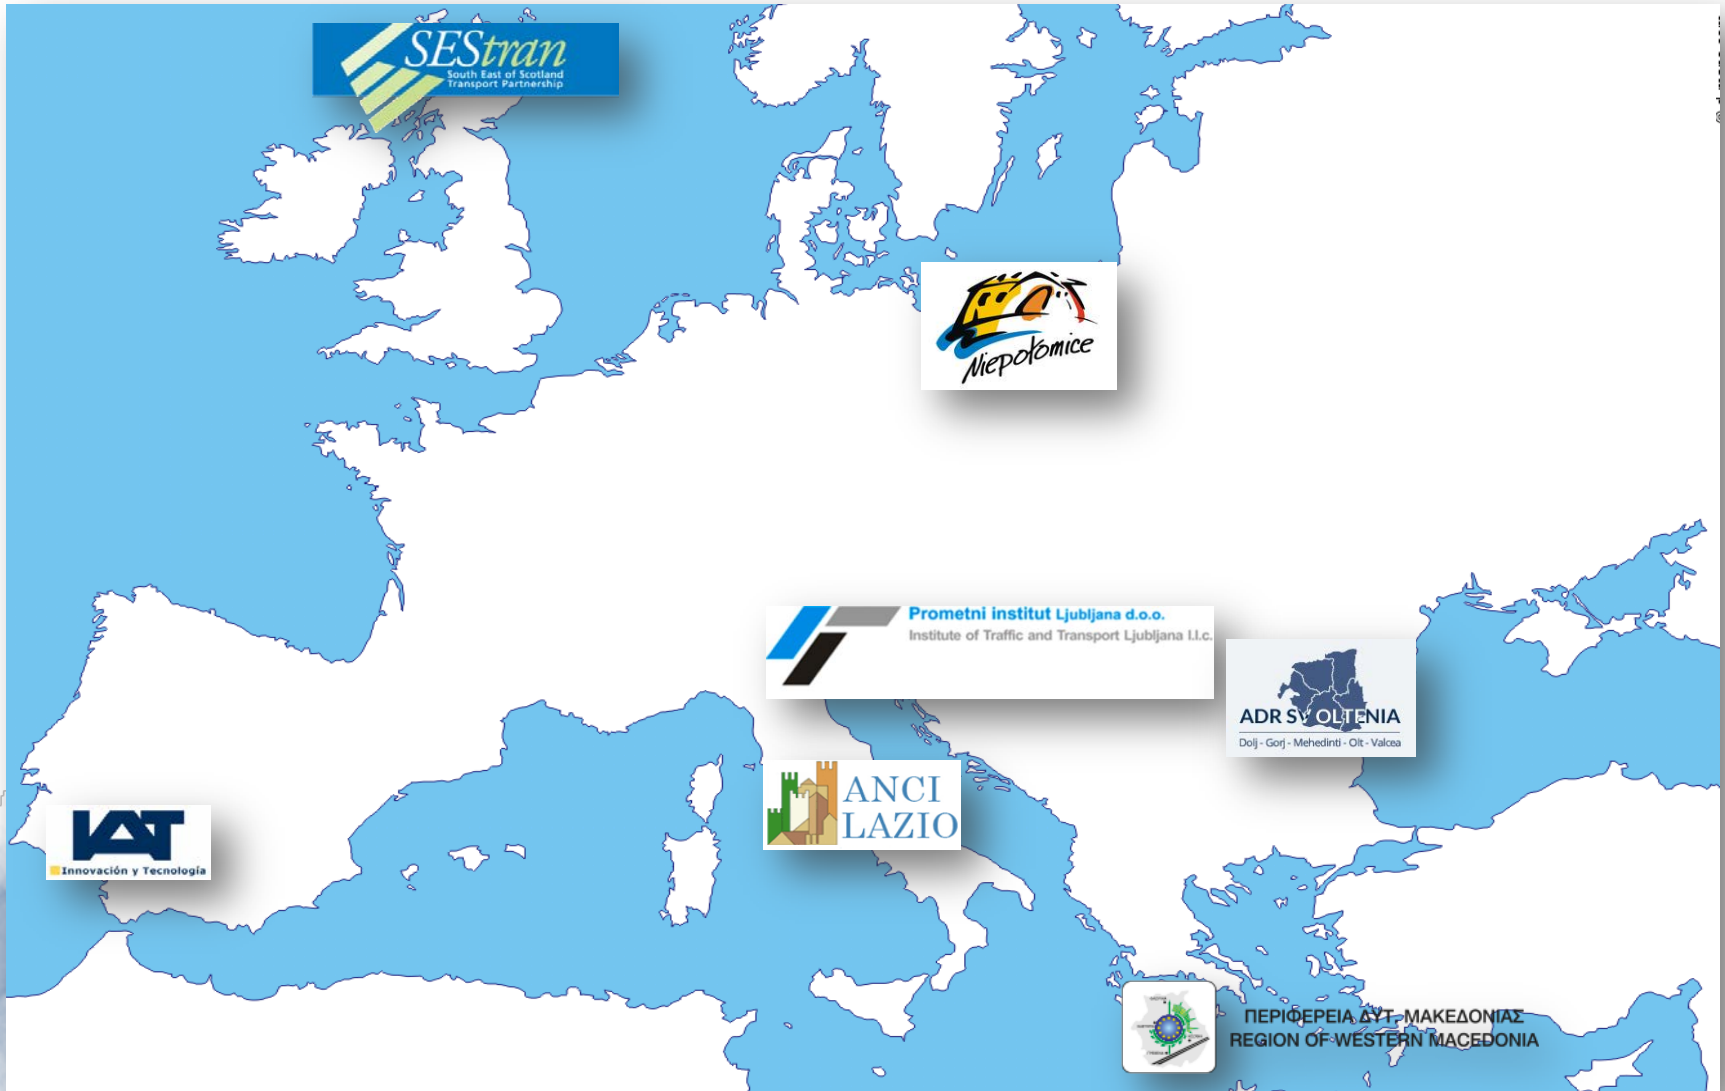 SEStran
South East of Scotland
Transport Partnership
Niepołomice
Prometni institut Ljubljana d.o.o.
Institute of Traffic and Transport Ljubljana l.l.c.
ADR SV OLTENIA
Dolj - Gorj - Mehedinti - Olt - Valcea
ANCI
LAZIO
IAT
Innovación y Tecnología
ΠΕΡΙΦΕΡΕΙΑ ΔΥΤ. ΜΑΚΕΔΟΝΙΑΣ
REGION OF WESTERN MACEDONIA